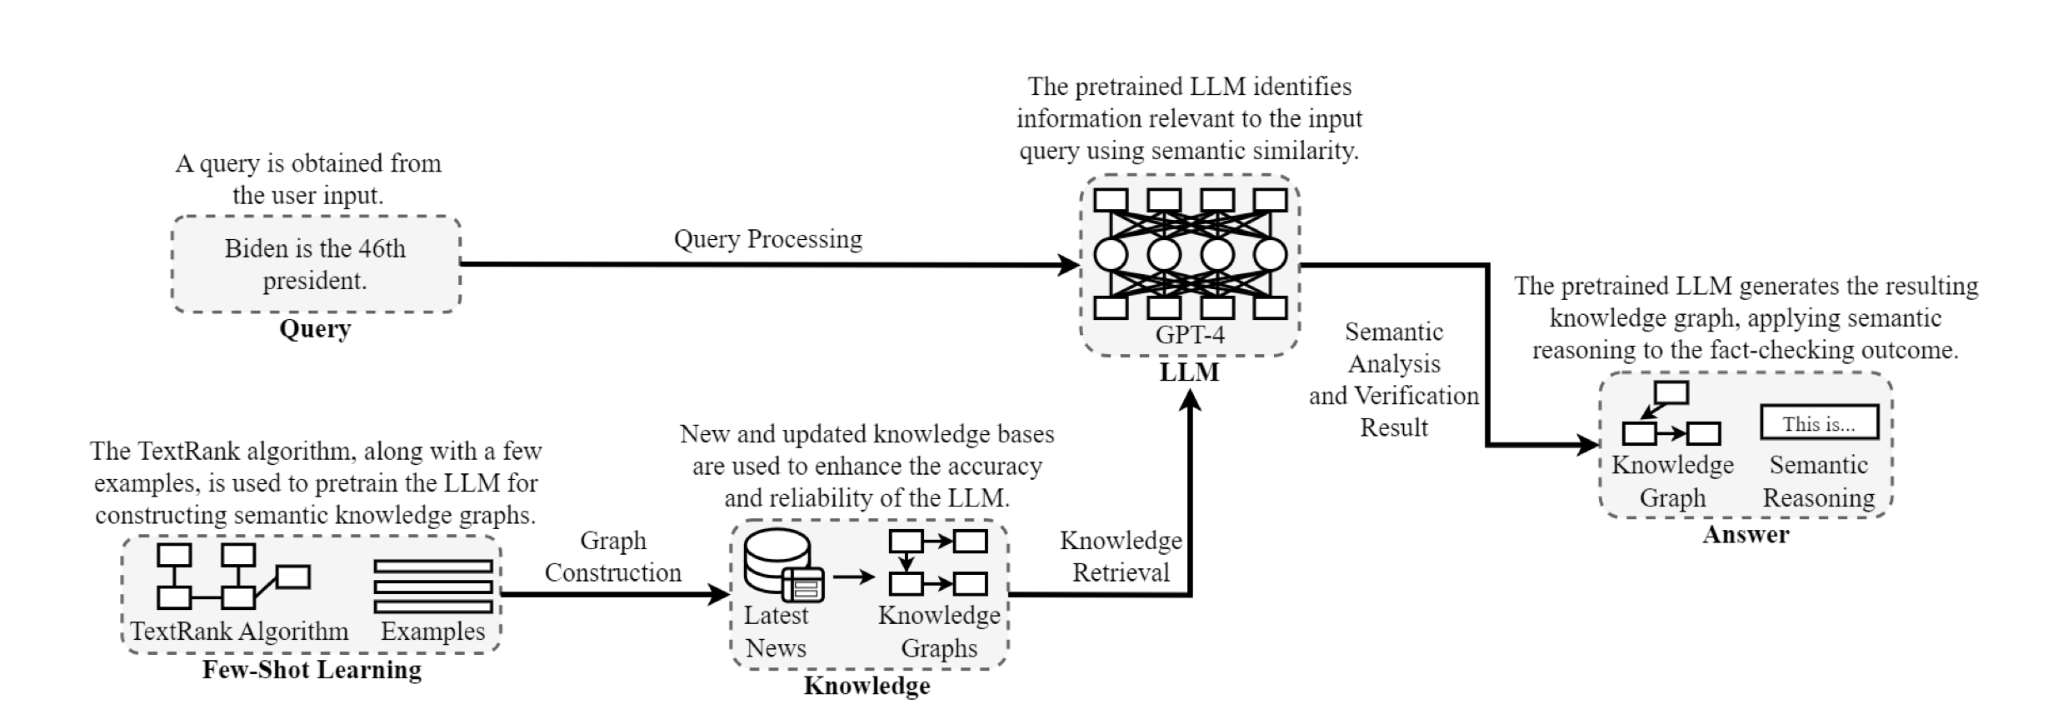 A query is obtained from
the user input.
Biden is the 46th
president.
Query
Query Processing
The pretrained LLM identifies
information relevant to the input
query using semantic similarity.
GPT-4
LLM
Semantic
Analysis
and Verification
Result
The pretrained LLM generates the resulting
knowledge graph, applying semantic
reasoning to the fact-checking outcome.
This is...
Knowledge
Graph
Semantic
Reasoning
Answer
The TextRank algorithm, along with a few
examples, is used to pretrain the LLM for
constructing semantic knowledge graphs.
TextRank Algorithm
Examples
Few-Shot Learning
Graph
Construction
New and updated knowledge bases
are used to enhance the accuracy
and reliability of the LLM.
Latest
News
Knowledge
Graphs
Knowledge
Knowledge
Retrieval